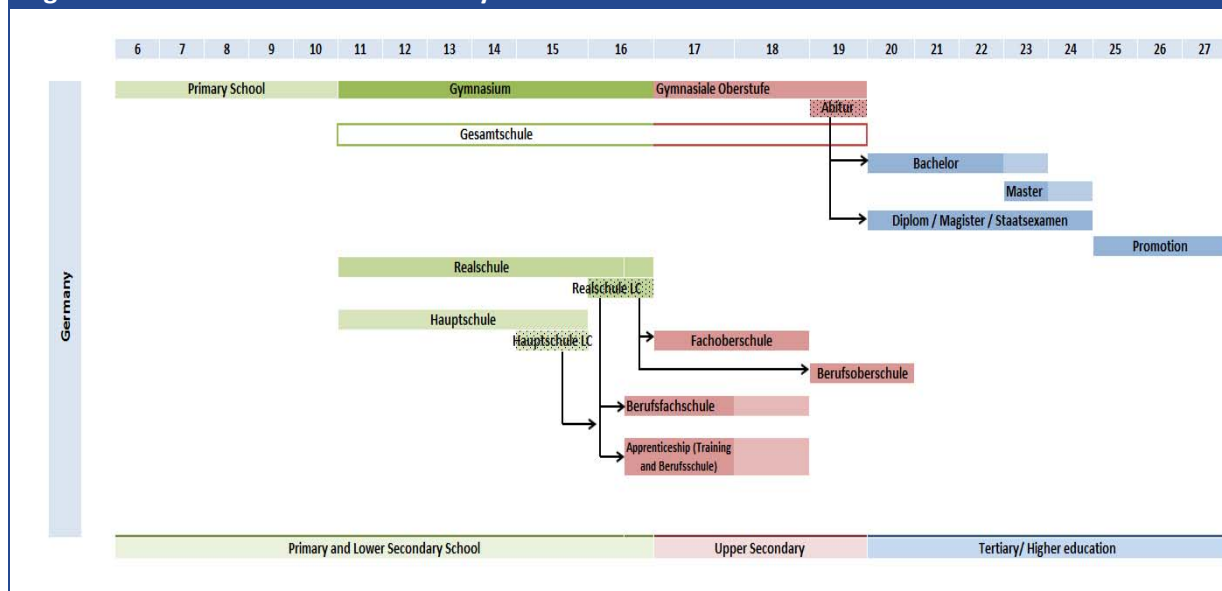 6 7 8 9 10 11 12 13 14 15 16 17 18 19 20 21 22 23 24 25 26 27
Primary School Gymnasium Gymnasiale Oberstufe
Abitur
Gesamtschule
Bachelor
Master
Diplom / Magister / Staatsexamen
Promotion
Realschule
Realschule LC
Hauptschule
Hauptschule LC
Fachoberschule
Berufsoberschule
Berufsfachschule
Apprenticeship (Training
and Berufsschule)
Germany
Primary and Lower Secondary School Upper Secondary Tertiary/ Higher education